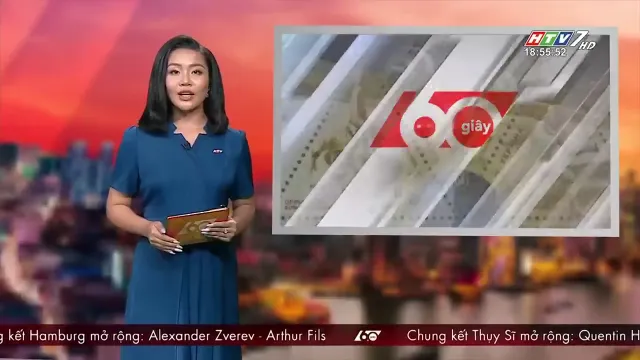 HTV7 HD
18:55:52
60 giây
g kết Hamburg mở rộng: Alexander Zverev - Arthur Fils 60 Chung kết Thụy Sĩ mở rộng: Quentin H